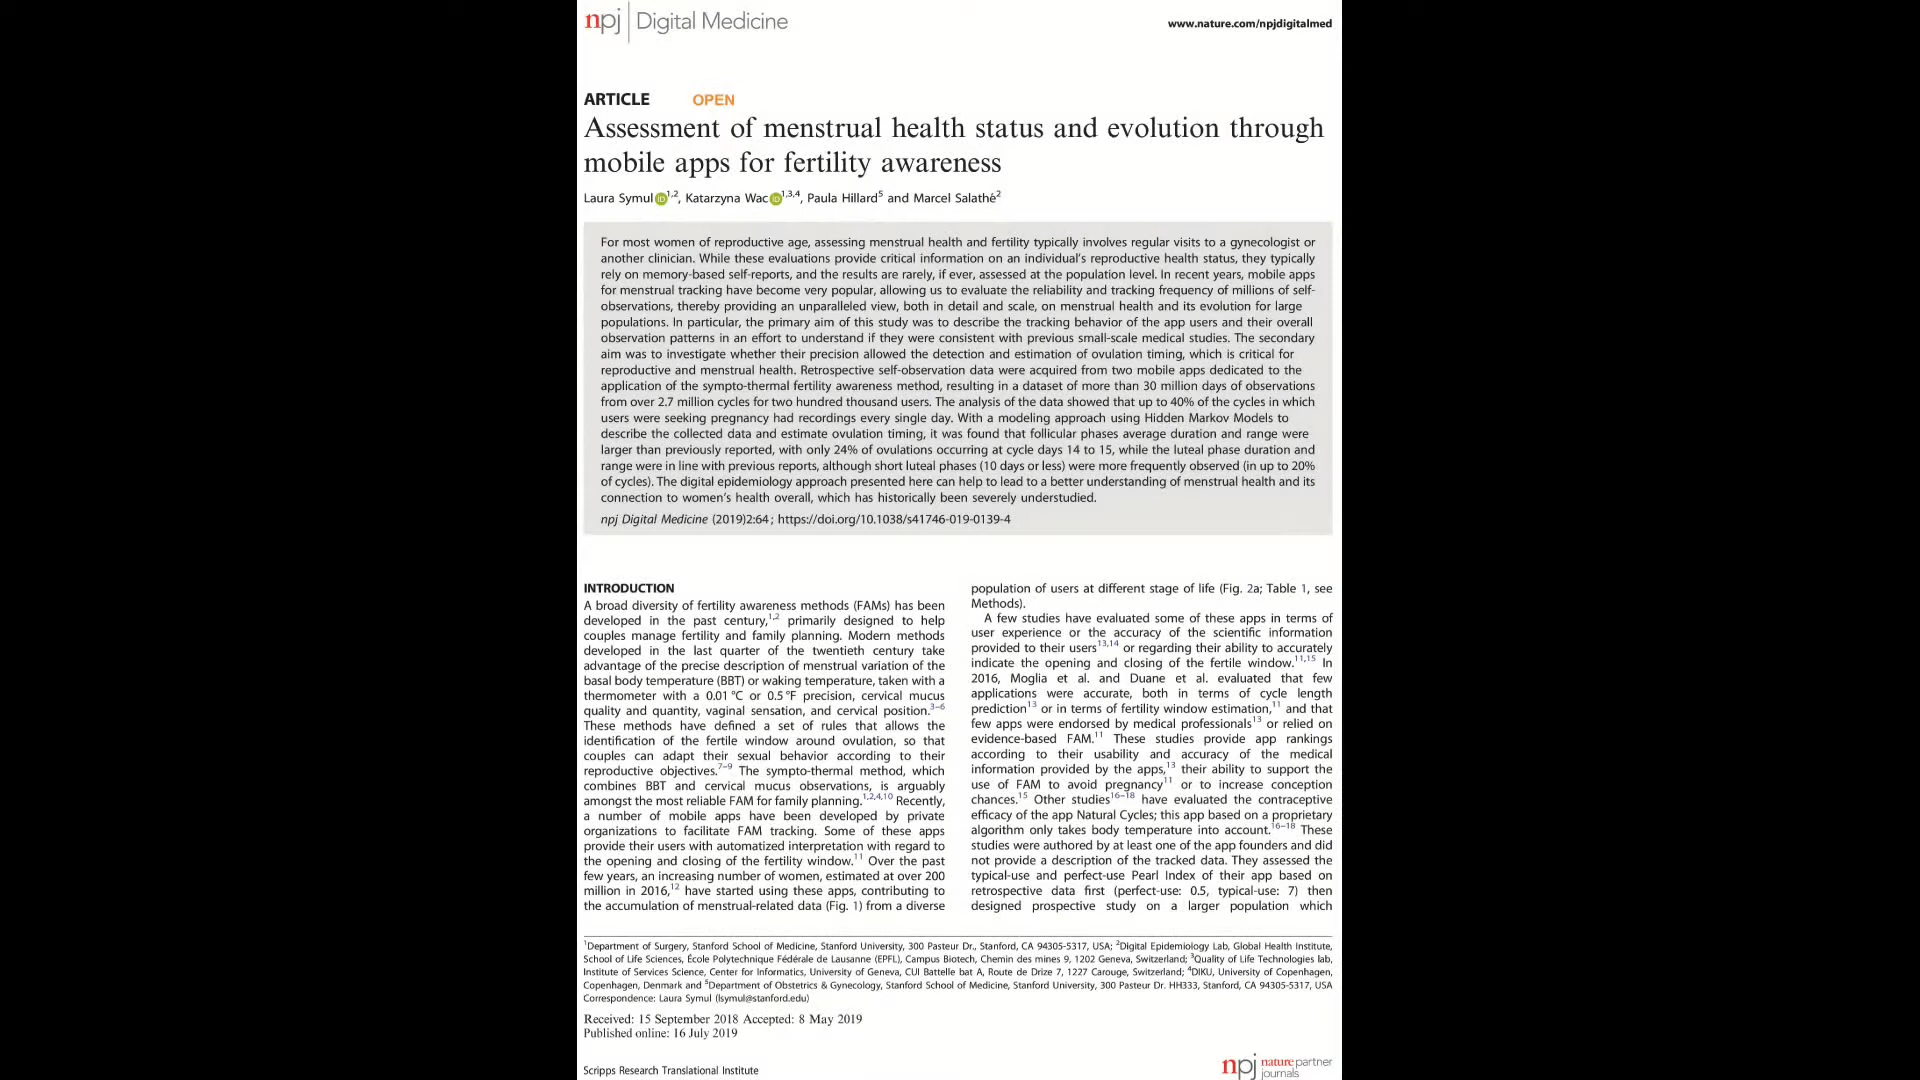 npj | Digital Medicine
www.nature.com/npjdigitalmed
ARTICLE OPEN
Assessment of menstrual health status and evolution through
mobile apps for fertility awareness
Laura Symul 1,2, Katarzyna Wac 1,3,4, Paula Hillard5 and Marcel Salathé2
For most women of reproductive age, assessing menstrual health and fertility typically involves regular visits to a gynecologist or
another clinician. While these evaluations provide critical information on an individual's reproductive health status, they typically
rely on memory-based self-reports, and the results are rarely, if ever, assessed at the population level. In recent years, mobile apps
for menstrual tracking have become very popular, allowing us to evaluate the reliability and tracking frequency of millions of self-
observations, thereby providing an unparalleled view, both in detail and scale, on menstrual health and its evolution for large
populations. In particular, the primary aim of this study was to describe the tracking behavior of the app users and their overall
observation patterns in an effort to understand if they were consistent with previous small-scale medical studies. The secondary
aim was to investigate whether their precision allowed the detection and estimation of ovulation timing, which is critical for
reproductive and menstrual health. Retrospective self-observation data were acquired from two mobile apps dedicated to the
application of the sympto-thermal fertility awareness method, resulting in a dataset of more than 30 million days of observations
from over 2.7 million cycles for two hundred thousand users. The analysis of the data showed that up to 40% of the cycles in which
users were seeking pregnancy had recordings every single day. With a modeling approach using Hidden Markov Models to
describe the collected data and estimate ovulation timing, it was found that follicular phases average duration and range were
larger than previously reported, with only 24% of ovulations occurring at cycle days 14 to 15, while the luteal phase duration and
range were in line with previous reports, although short luteal phases (10 days or less) were more frequently observed (in up to 20%
of cycles). The digital epidemiology approach presented here can help to lead to a better understanding of menstrual health and its
connection to women's health overall, which has historically been severely understudied.
npj Digital Medicine (2019)2:64 ; https://doi.org/10.1038/s41746-019-0139-4
INTRODUCTION
A broad diversity of fertility awareness methods (FAMs) has been
developed in the past century,1,2 primarily designed to help
couples manage fertility and family planning. Modern methods
developed in the last quarter of the twentieth century take
advantage of the precise description of menstrual variation of the
basal body temperature (BBT) or waking temperature, taken with a
thermometer with a 0.01 °C or 0.5 °F precision, cervical mucus
quality and quantity, vaginal sensation, and cervical position.3–6
These methods have defined a set of rules that allows the
identification of the fertile window around ovulation, so that
couples can adapt their sexual behavior according to their
reproductive objectives.7–9 The sympto-thermal method, which
combines BBT and cervical mucus observations, is arguably
amongst the most reliable FAM for family planning.1,2,4,10 Recently,
a number of mobile apps have been developed by private
organizations to facilitate FAM tracking. Some of these apps
provide their users with automatized interpretation with regard to
the opening and closing of the fertility window.11 Over the past
few years, an increasing number of women, estimated at over 200
million in 2016,12 have started using these apps, contributing to
the accumulation of menstrual-related data (Fig. 1) from a diverse
population of users at different stage of life (Fig. 2a; Table 1, see
Methods).
A few studies have evaluated some of these apps in terms of
user experience or the accuracy of the scientific information
provided to their users13,14 or regarding their ability to accurately
indicate the opening and closing of the fertile window.11,15 In
2016, Moglia et al. and Duane et al. evaluated that few
applications were accurate, both in terms of cycle length
prediction13 or in terms of fertility window estimation,11 and that
few apps were endorsed by medical professionals13 or relied on
evidence-based FAM.11 These studies provide app rankings
according to their usability and accuracy of the medical
information provided by the apps,13 their ability to support the
use of FAM to avoid pregnancy11 or to increase conception
chances.15 Other studies16–18 have evaluated the contraceptive
efficacy of the app Natural Cycles; this app based on a proprietary
algorithm only takes body temperature into account.16–18 These
studies were authored by at least one of the app founders and did
not provide a description of the tracked data. They assessed the
typical-use and perfect-use Pearl Index of their app based on
retrospective data first (perfect-use: 0.5, typical-use: 7) then
designed prospective study on a larger population which
1Department of Surgery, Stanford School of Medicine, Stanford University, 300 Pasteur Dr., Stanford, CA 94305-5317, USA; 2Digital Epidemiology Lab, Global Health Institute,
School of Life Sciences, École Polytechnique Fédérale de Lausanne (EPFL), Campus Biotech, Chemin des mines 9, 1202 Geneva, Switzerland; 3Quality of Life Technologies lab,
Institute of Services Science, Center for Informatics, University of Geneva, CUI Battelle bat A, Route de Drize 7, 1227 Carouge, Switzerland; 4DIKU, University of Copenhagen,
Copenhagen, Denmark and 5Department of Obstetrics & Gynecology, Stanford School of Medicine, Stanford University, 300 Pasteur Dr. HH333, Stanford, CA 94305-5317, USA
Correspondence: Laura Symul (lsymul@stanford.edu)
Received: 15 September 2018 Accepted: 8 May 2019
Published online: 16 July 2019
Scripps Research Translational Institute
npj nature partner
journals